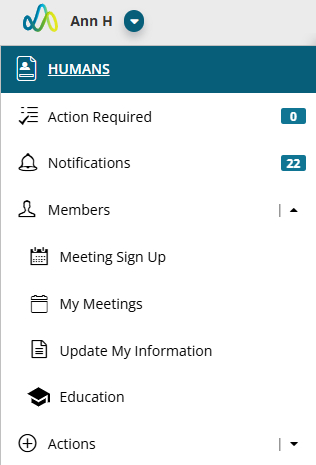 Ann H
HUMANS
Action Required 0
Notifications 22
Members |
Meeting Sign Up
My Meetings
Update My Information
Education
Actions |